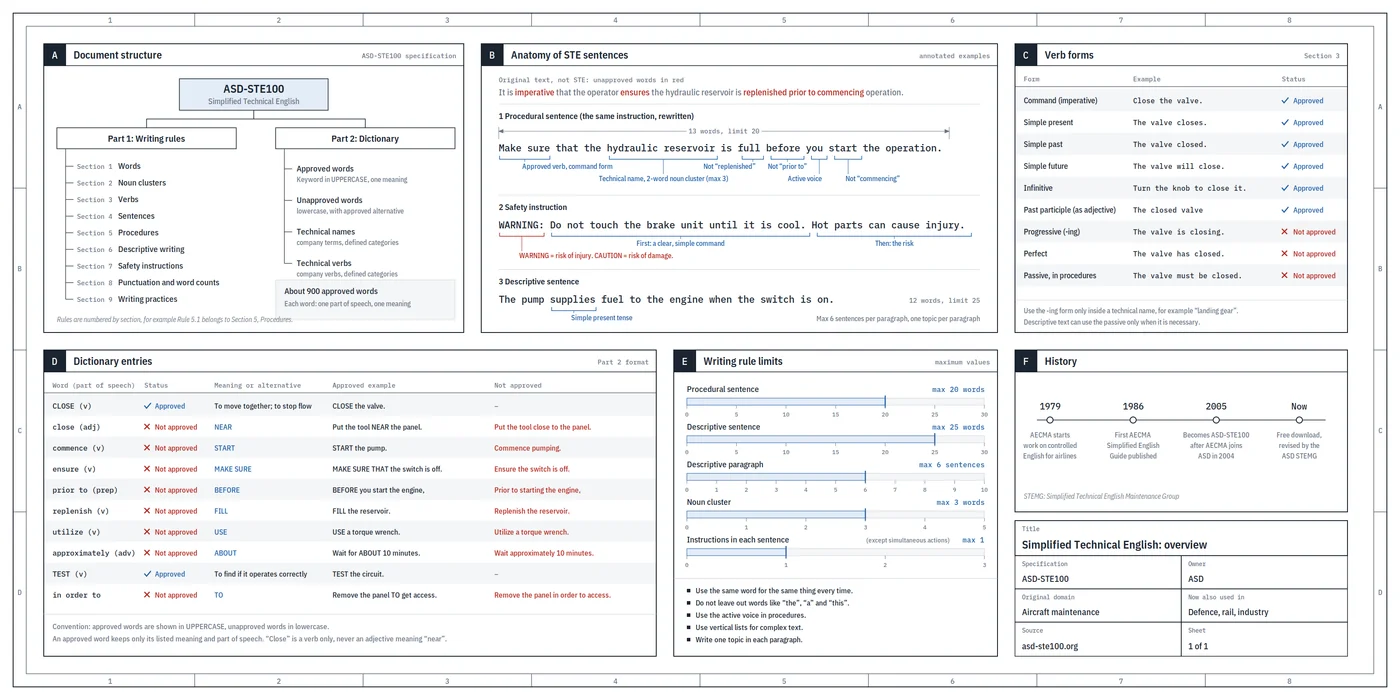 1 2 3 4 5 6 7 8
A
B
C
D
A Document structure ASD-STE100 specification
ASD-STE100
Simplified Technical English
Part 1: Writing rules
Section 1 Words
Section 2 Noun clusters
Section 3 Verbs
Section 4 Sentences
Section 5 Procedures
Section 6 Descriptive writing
Section 7 Safety instructions
Section 8 Punctuation and word counts
Section 9 Writing practices
Part 2: Dictionary
Approved words
Keyword in UPPERCASE, one meaning
Unapproved words
lowercase, with approved alternative
Technical names
company terms, defined categories
Technical verbs
company verbs, defined categories
About 900 approved words
Each word: one part of speech, one meaning
Rules are numbered by section, for example Rule 5.1 belongs to Section 5, Procedures.
B Anatomy of STE sentences annotated examples
Original text, not STE: unapproved words in red
It is imperative that the operator ensures the hydraulic reservoir is replenished prior to commencing operation.
1 Procedural sentence (the same instruction, rewritten)
13 words, limit 20
Make sure that the hydraulic reservoir is full before you start the operation.
Approved verb, command form
Not “replenished”
Not “prior to”
Technical name, 2-word noun cluster (max 3)
Active voice
Not “commencing”
2 Safety instruction
WARNING: Do not touch the brake unit until it is cool. Hot parts can cause injury.
First: a clear, simple command
Then: the risk
WARNING = risk of injury. CAUTION = risk of damage.
3 Descriptive sentence
The pump supplies fuel to the engine when the switch is on. 12 words, limit 25
Simple present tense
Max 6 sentences per paragraph, one topic per paragraph
C Verb forms Section 3
Form Example Status
Command (imperative) Close the valve. Approved
Simple present The valve closes. Approved
Simple past The valve closed. Approved
Simple future The valve will close. Approved
Infinitive Turn the knob to close it. Approved
Past participle (as adjective) The closed valve Approved
Progressive (-ing) The valve is closing. Not approved
Perfect The valve has closed. Not approved
Passive, in procedures The valve must be closed. Not approved
Use the -ing form only inside a technical name, for example “landing gear”.
Descriptive text can use the passive only when it is necessary.
D Dictionary entries Part 2 format
Word (part of speech) Status Meaning or alternative Approved example Not approved
CLOSE (v) Approved To move together; to stop flow CLOSE the valve. –
close (adj) Not approved NEAR Put the tool NEAR the panel. Put the tool close to the panel.
commence (v) Not approved START START the pump. Commence pumping.
ensure (v) Not approved MAKE SURE MAKE SURE THAT the switch is off. Ensure the switch is off.
prior to (prep) Not approved BEFORE BEFORE you start the engine, Prior to starting the engine,
replenish (v) Not approved FILL FILL the reservoir. Replenish the reservoir.
utilize (v) Not approved USE USE a torque wrench. Utilize a torque wrench.
approximately (adv) Not approved ABOUT Wait for ABOUT 10 minutes. Wait approximately 10 minutes.
TEST (v) Approved To find if it operates correctly TEST the circuit. –
in order to Not approved TO Remove the panel TO get access. Remove the panel in order to access.
Convention: approved words are shown in UPPERCASE, unapproved words in lowercase.
An approved word keeps only its listed meaning and part of speech. “Close” is a verb only, never an adjective meaning “near”.
E Writing rule limits maximum values
Procedural sentence max 20 words
0 5 10 15 20 25 30
Descriptive sentence max 25 words
0 5 10 15 20 25 30
Descriptive paragraph max 6 sentences
0 1 2 3 4 5 6 7 8 9 10
Noun cluster max 3 words
0 1 2 3 4 5
Instructions in each sentence (except simultaneous actions) max 1
0 1 2 3
Use the same word for the same thing every time.
Do not leave out words like “the”, “a” and “this”.
Use the active voice in procedures.
Use vertical lists for complex text.
Write one topic in each paragraph.
F History
1979 1986 2005 Now
AECMA starts
work on controlled
English for airlines
First AECMA
Simplified English
Guide published
Becomes ASD-STE100
after AECMA joins
ASD in 2004
Free download,
revised by the
ASD STEMG
STEMG: Simplified Technical English Maintenance Group
Title
Simplified Technical English: overview
Specification
ASD-STE100
Owner
ASD
Original domain
Aircraft maintenance
Now also used in
Defence, rail, industry
Source
asd-ste100.org
Sheet
1 of 1
A
B
C
D
1 2 3 4 5 6 7 8